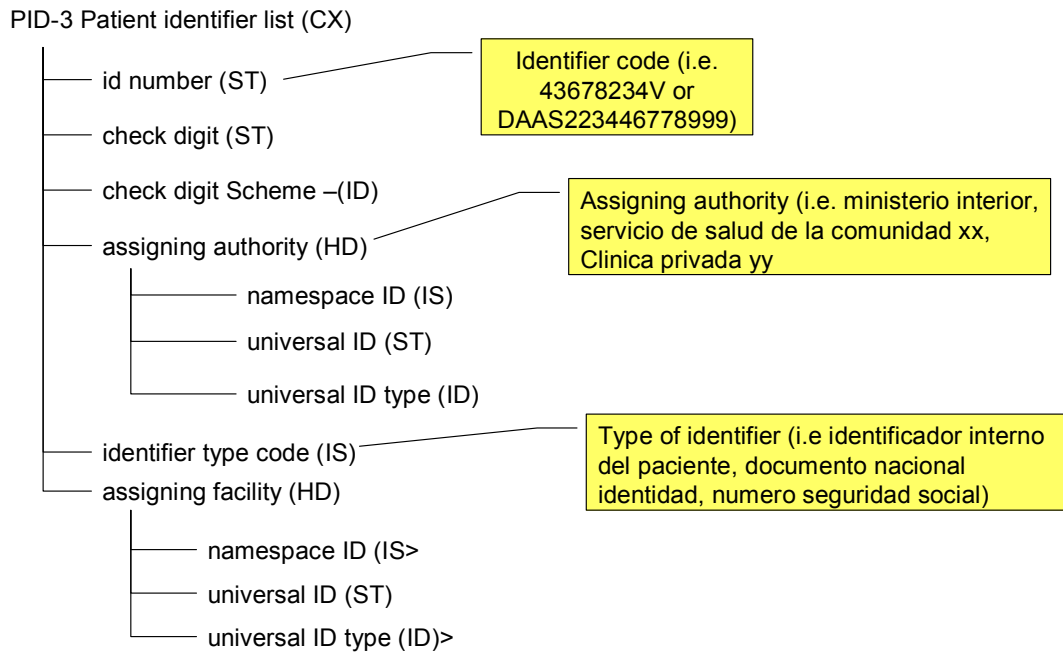 PID-3 Patient identifier list (CX)
id number (ST)
Identifier code (i.e.
43678234V or
DAAS223446778999)
check digit (ST)
check digit Scheme –(ID)
assigning authority (HD)
Assigning authority (i.e. ministerio interior,
servicio de salud de la comunidad xx,
Clinica privada yy
namespace ID (IS)
universal ID (ST)
universal ID type (ID)
identifier type code (IS)
Type of identifier (i.e identificador interno
del paciente, documento nacional
identidad, numero seguridad social)
assigning facility (HD)
namespace ID (IS>
universal ID (ST)
universal ID type (ID)>